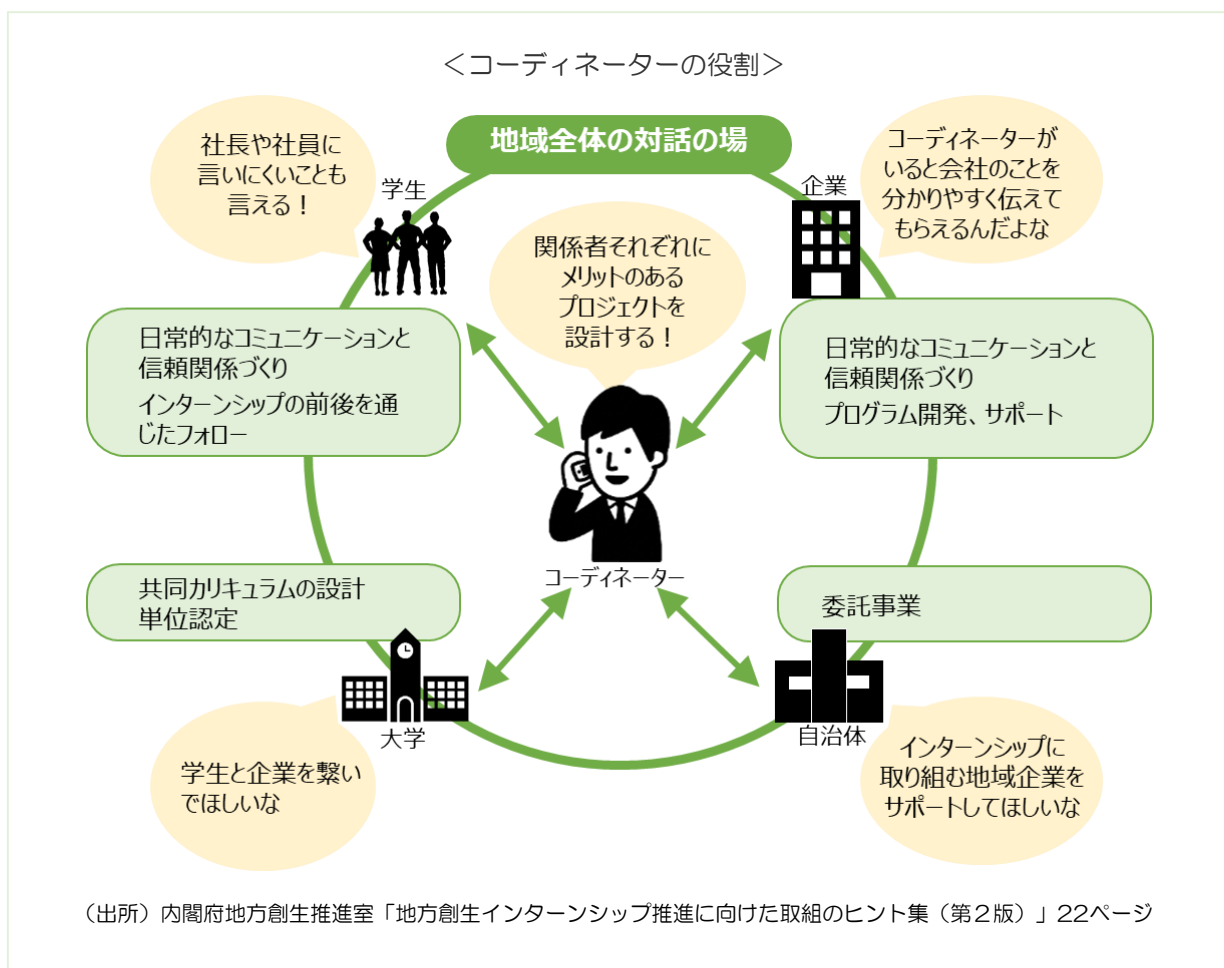 ＜コーディネーターの役割＞
地域全体の対話の場
社長や社員に
言いにくいことも
言える！
学生
関係者それぞれに
メリットのある
プロジェクトを
設計する！
企業
コーディネーターが
いると会社のことを
分かりやすく伝えて
もらえるんだよな
日常的なコミュニケーションと
信頼関係づくり
インターンシップの前後を通
じたフォロー
日常的なコミュニケーションと
信頼関係づくり
プログラム開発、サポート
コーディネーター
共同カリキュラムの設計
単位認定
委託事業
大学
自治体
学生と企業を繋い
でほしいな
インターンシップに
取り組む地域企業を
サポートしてほしいな
（出所）内閣府地方創生推進室「地方創生インターンシップ推進に向けた取組のヒント集（第２版）」22ページ